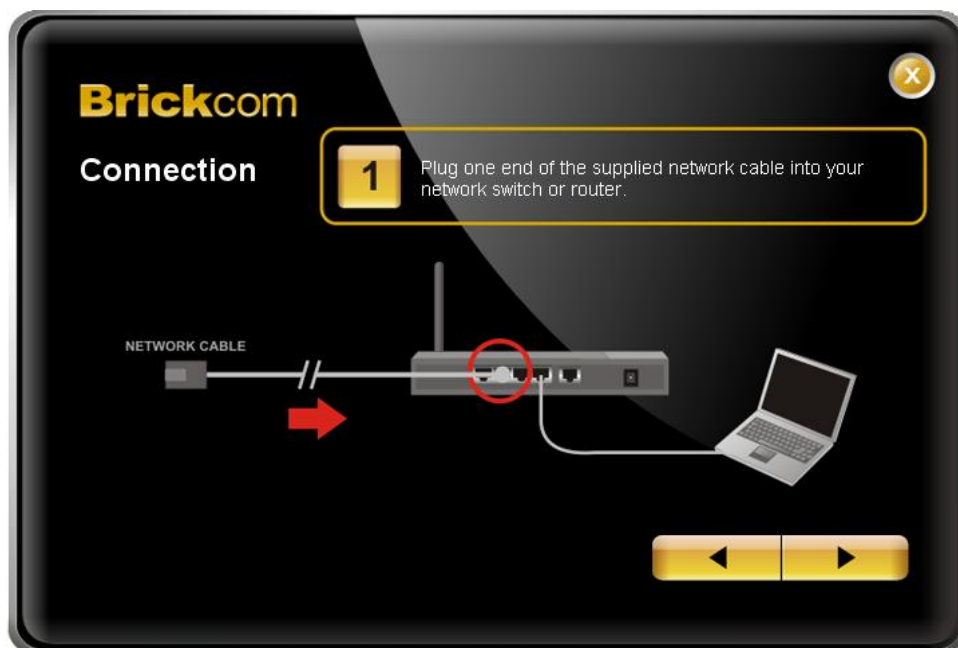 Brickcom
X
Connection
1
Plug one end of the supplied network cable into your
network switch or router.
NETWORK CABLE